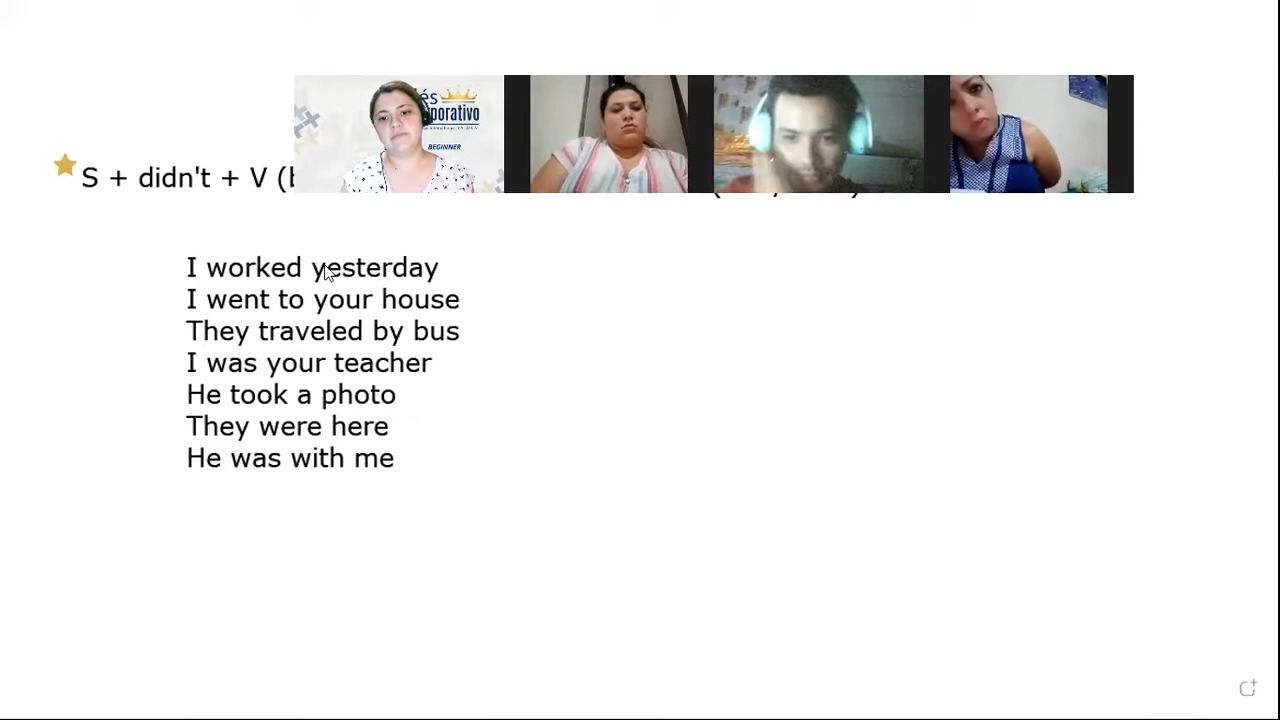 BEGINNER
S + didn't + V
I worked yesterday
I went to your house
They traveled by bus
I was your teacher
He took a photo
They were here
He was with me